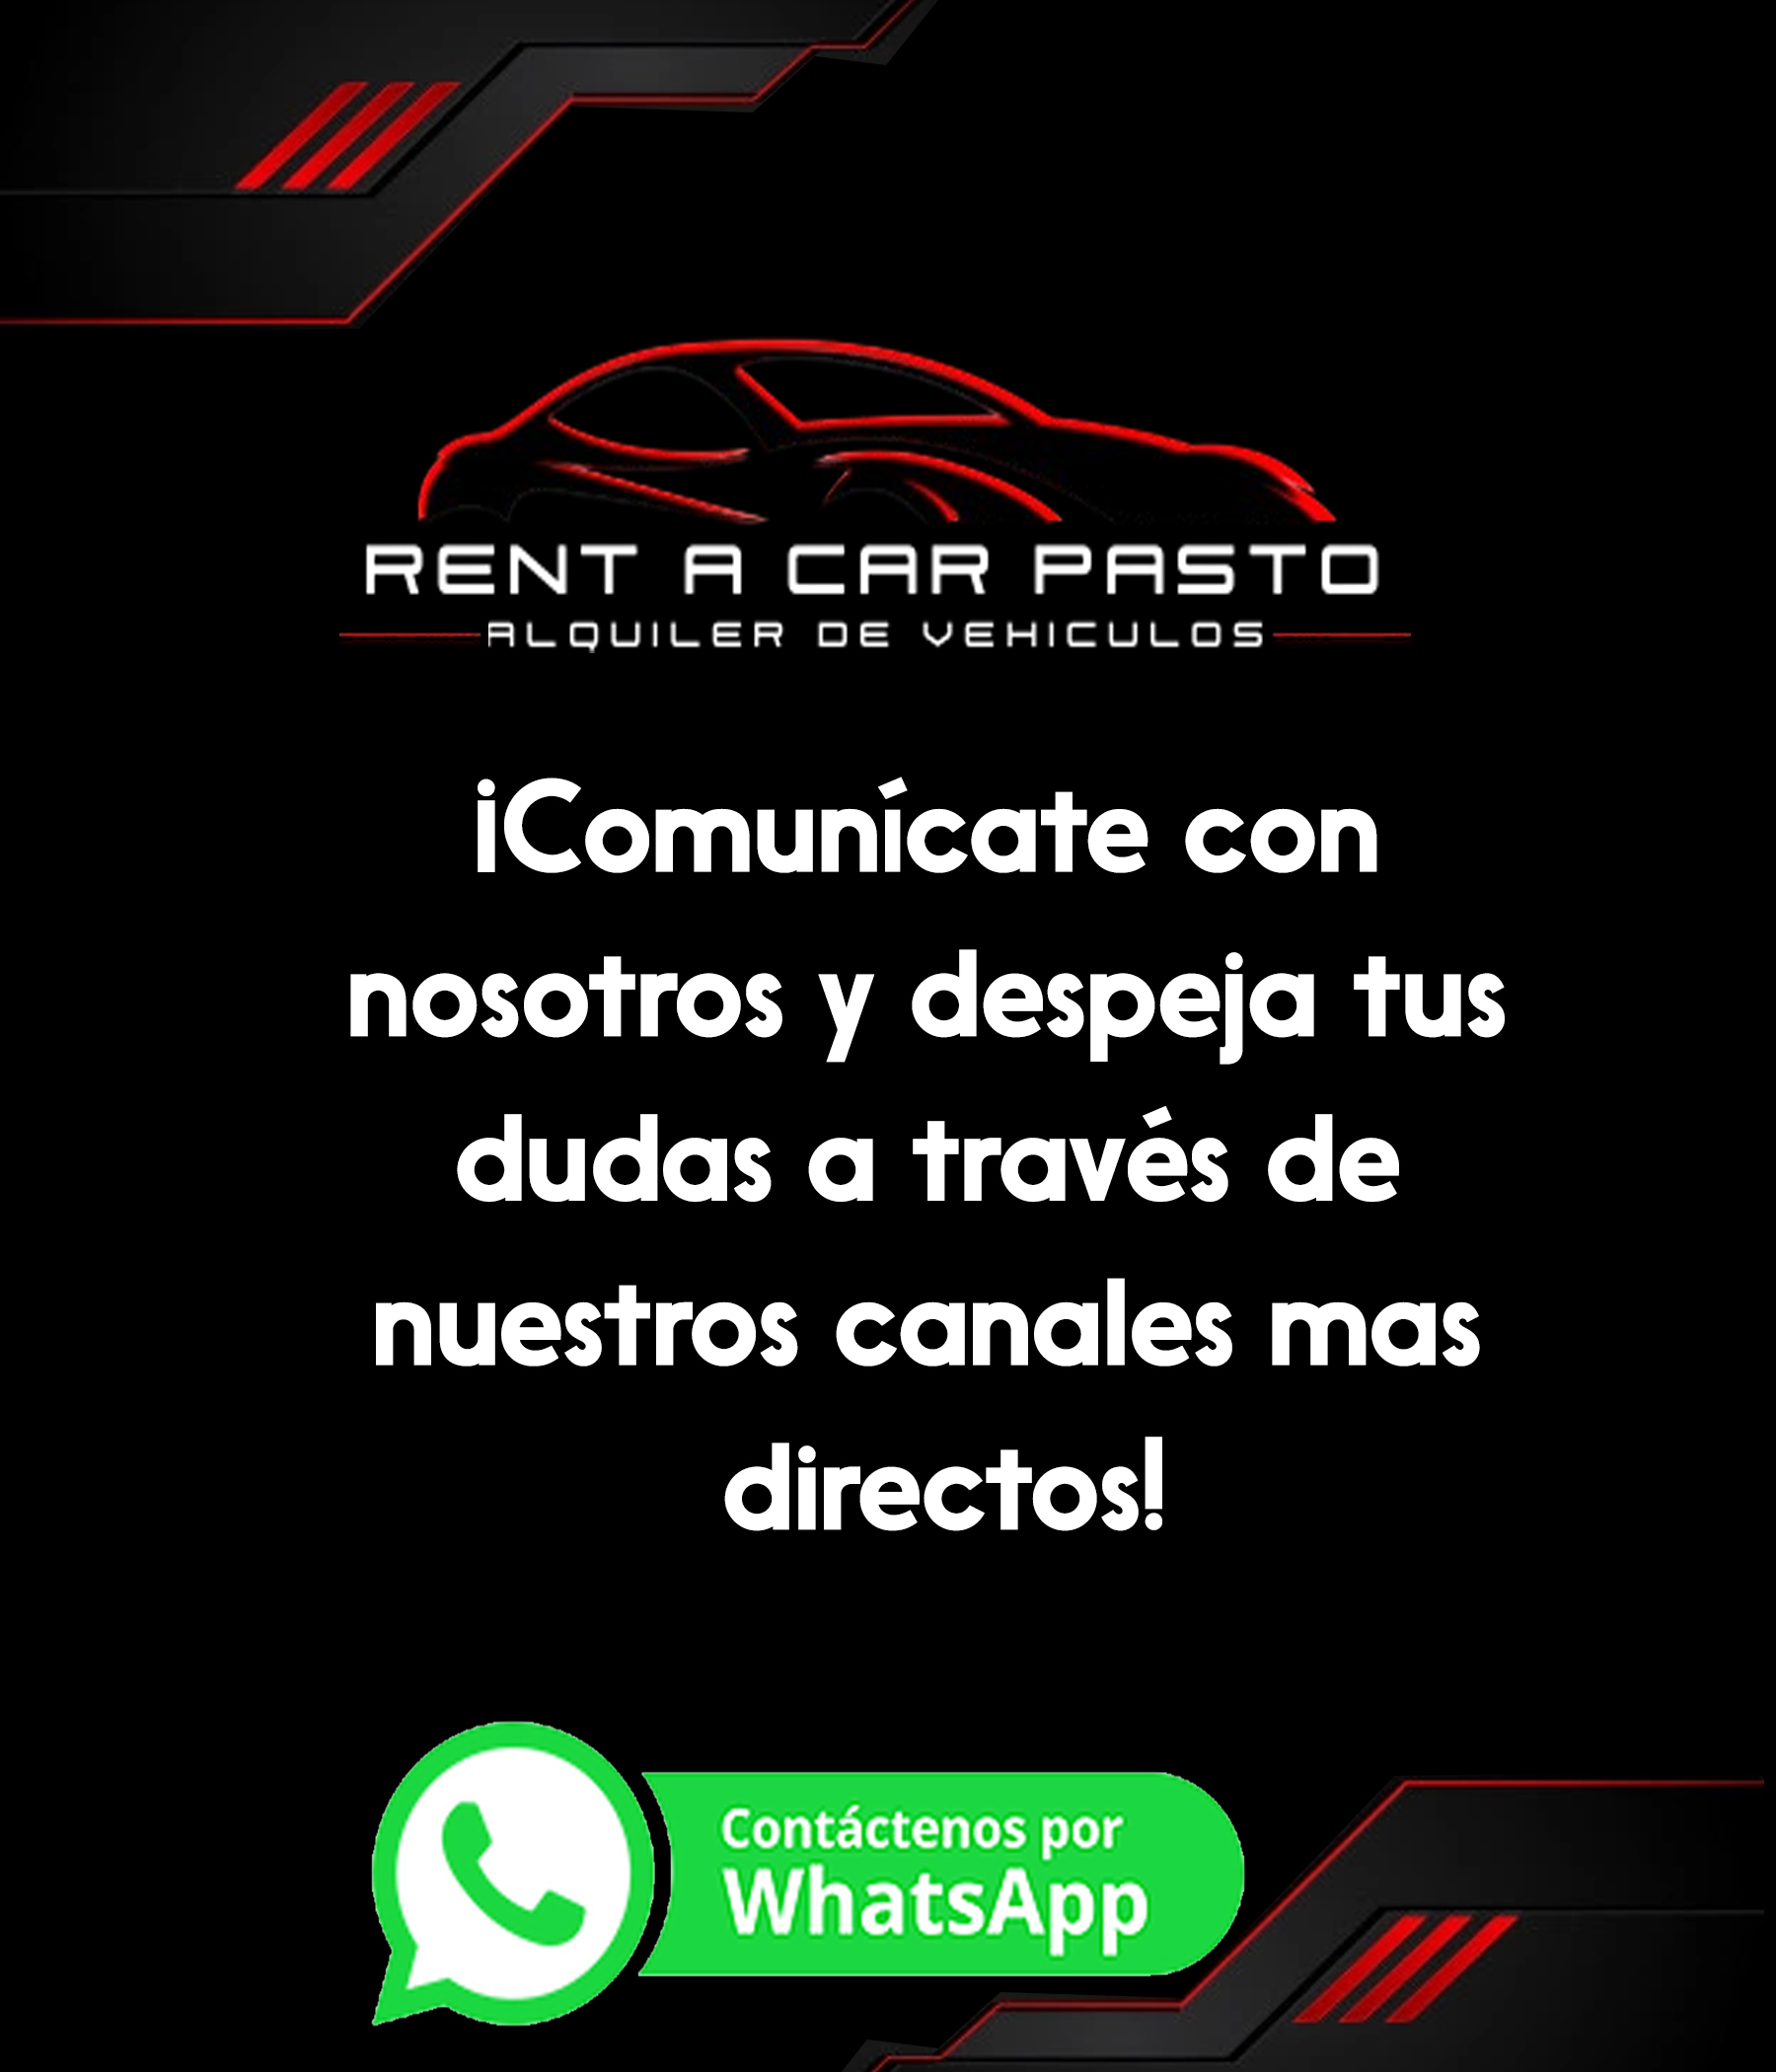 RENT A CAR PASTO
ALQUILER DE VEHICULOS
¡Comunícate con
nosotros y despeja tus
dudas a través de
nuestros canales mas
directos!
Contáctenos por
WhatsApp